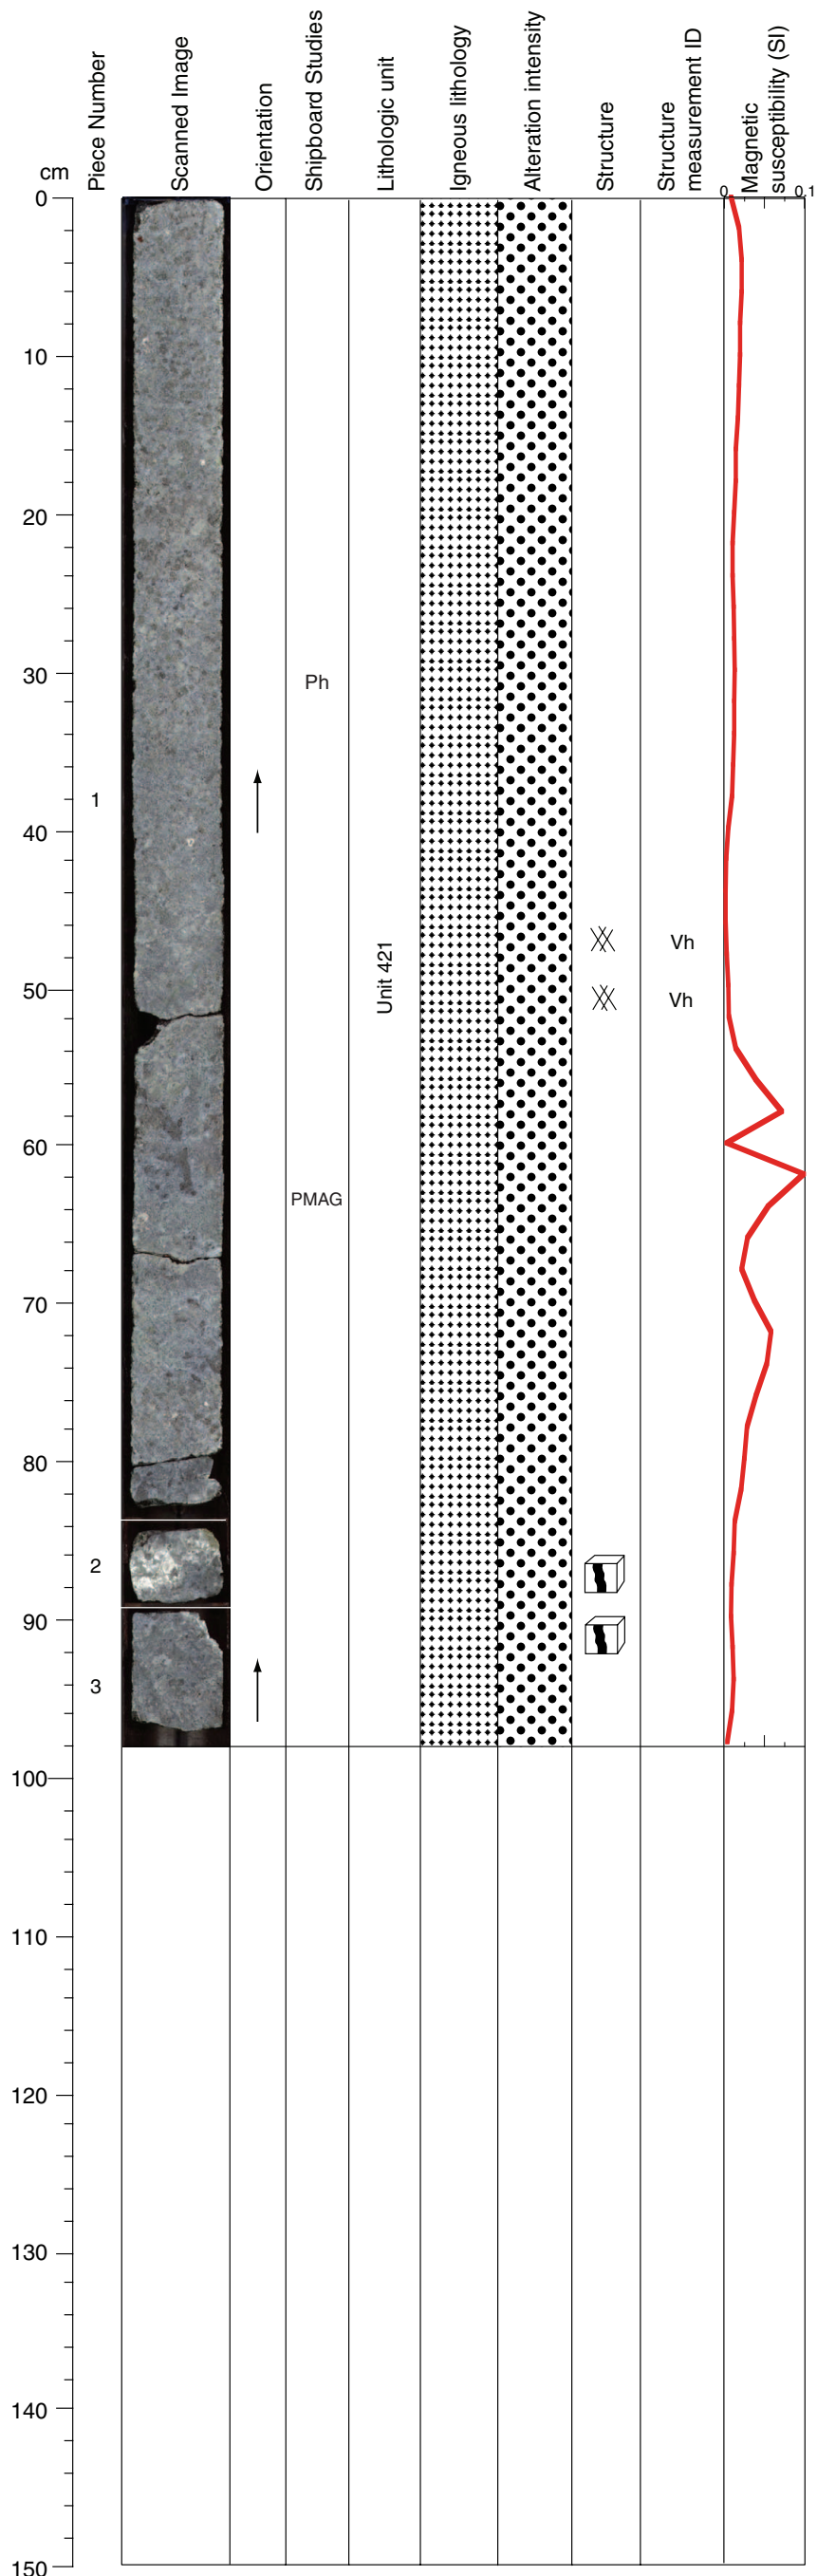 cm
Piece Number
Scanned Image
Orientation
Shipboard Studies
Lithologic unit
Igneous lithology
Alteration intensity
Structure
Structure
measurement ID
Magnetic
susceptibility (SI)
0 0.1
0
10
20
30
Ph
1
40
Vh
Unit 421
50
Vh
60
PMAG
70
80
2
90
3
100
110
120
130
140
150